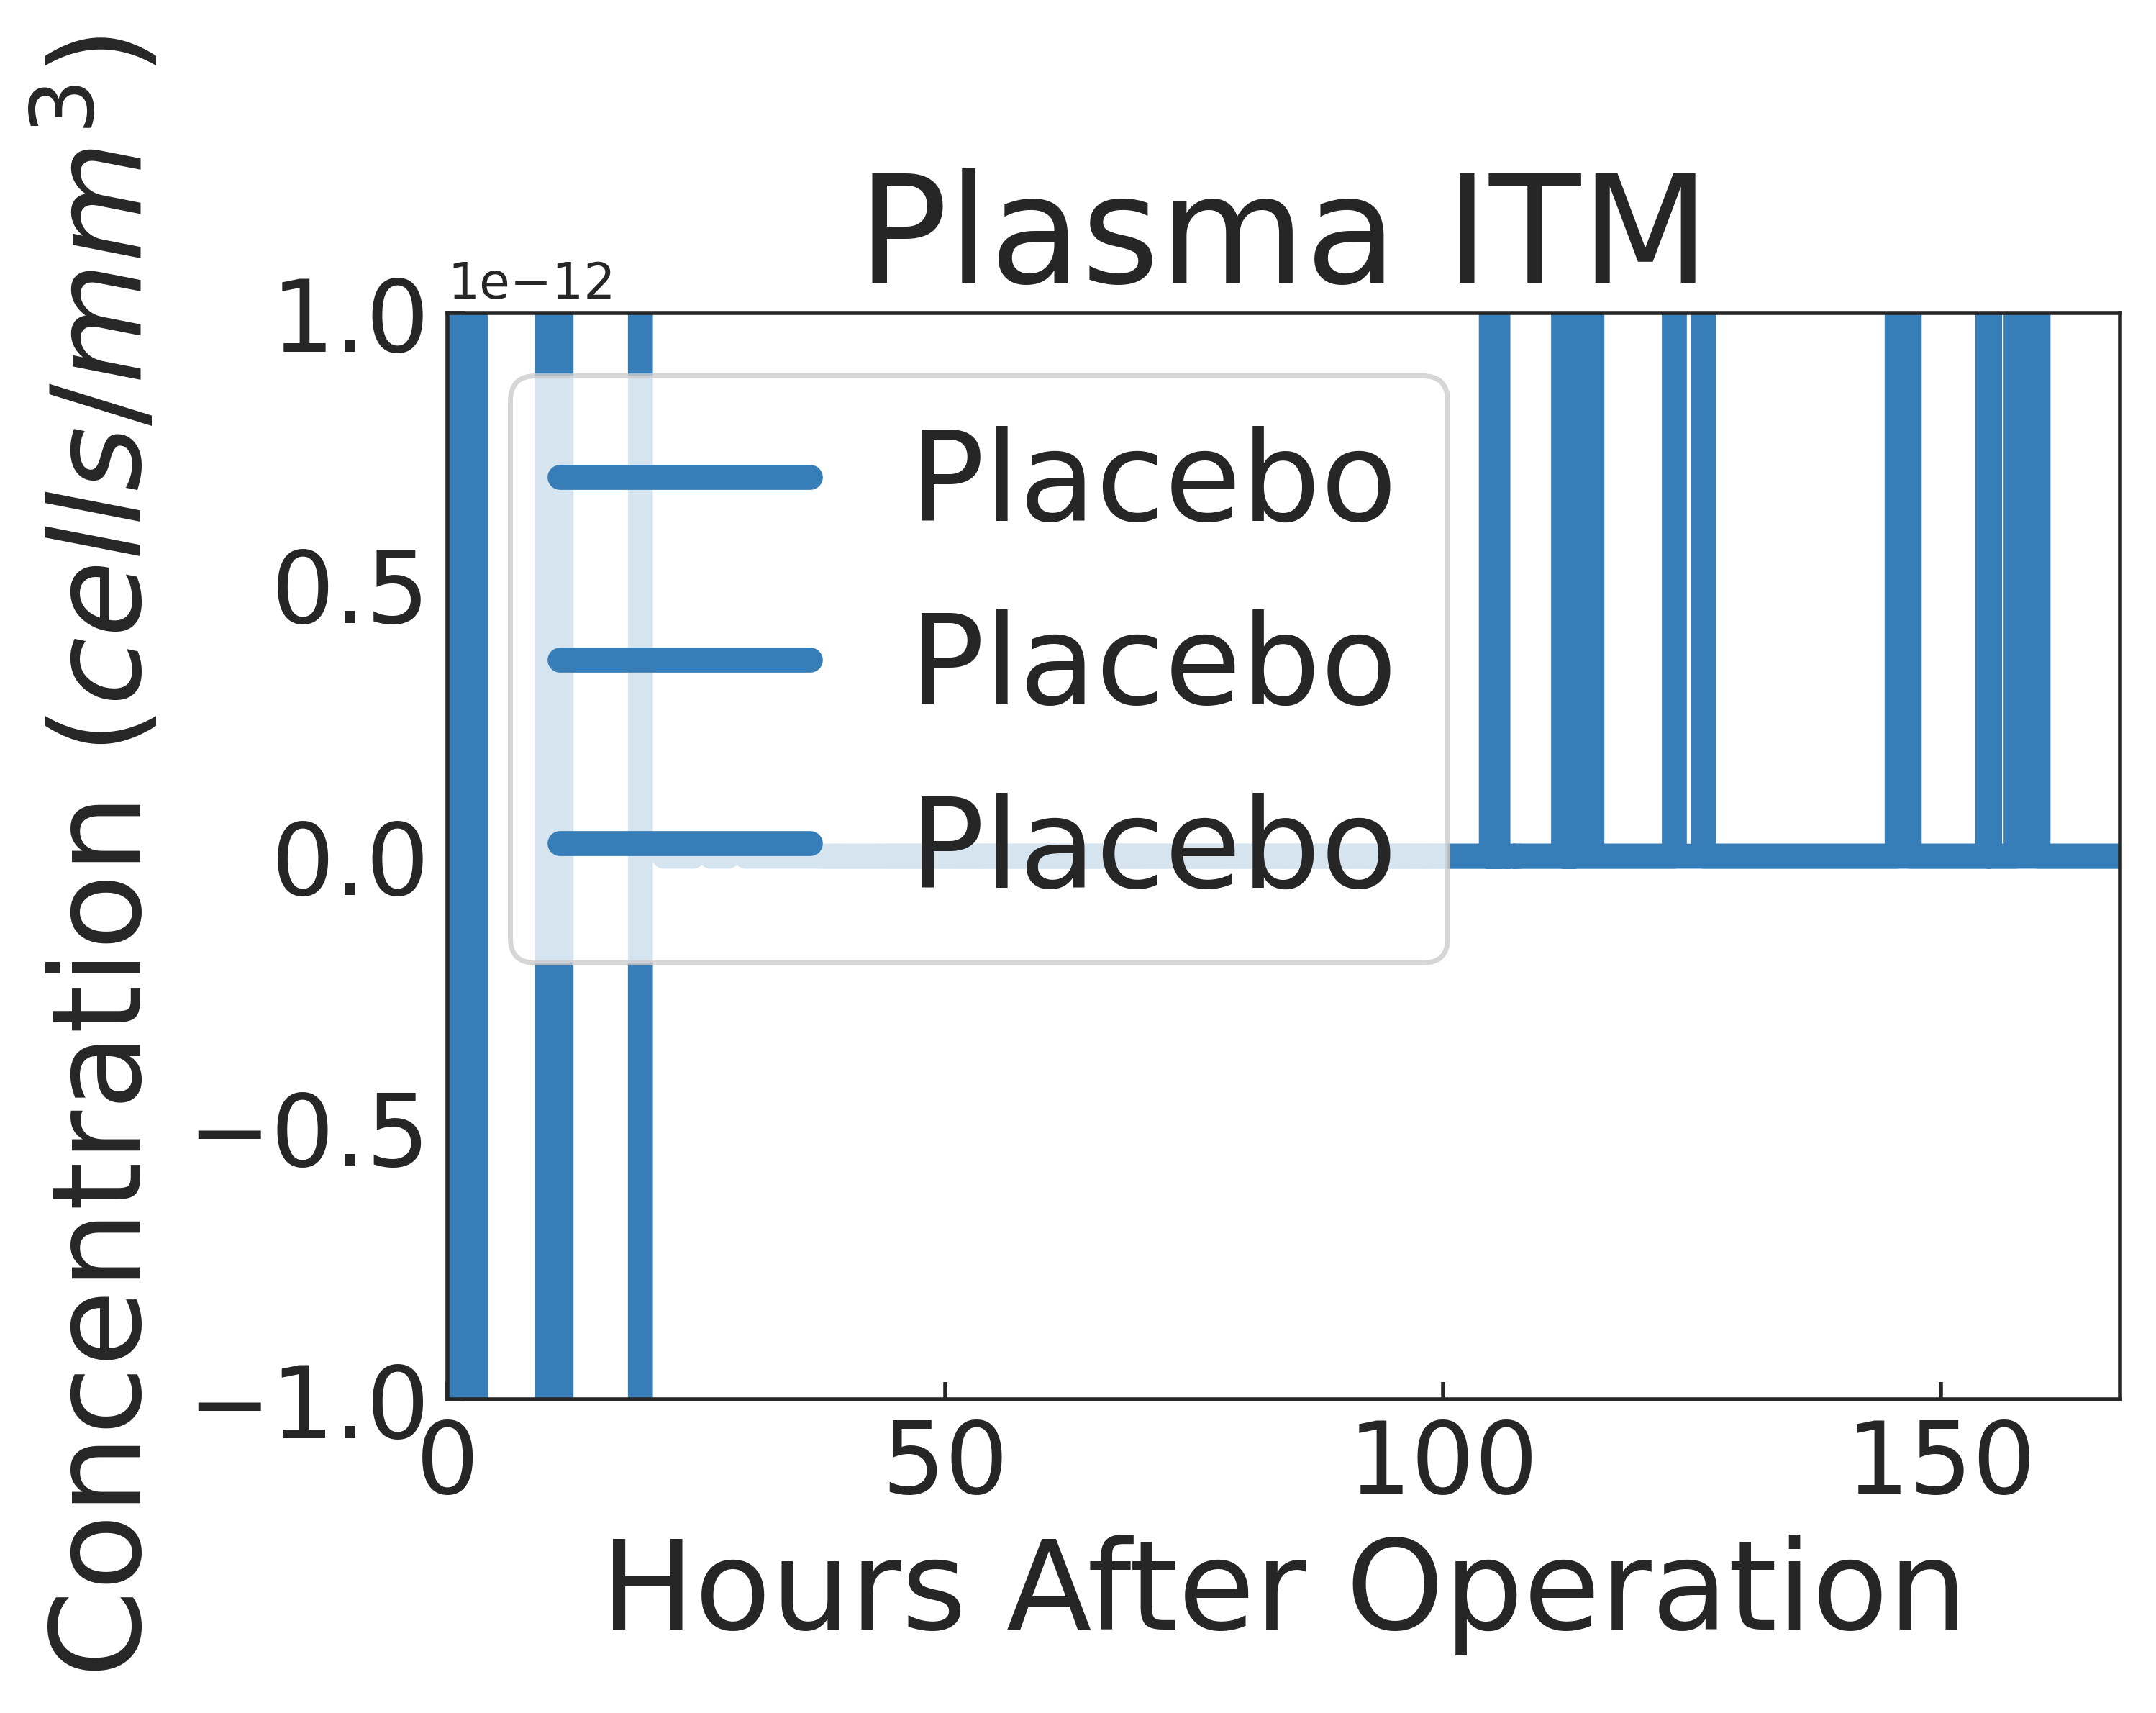 Plasma ITM
1e−12
Concentration (cells/mm³)
1.0
0.5
0.0
−0.5
−1.0
Placebo
Placebo
Placebo
0 50 100 150
Hours After Operation